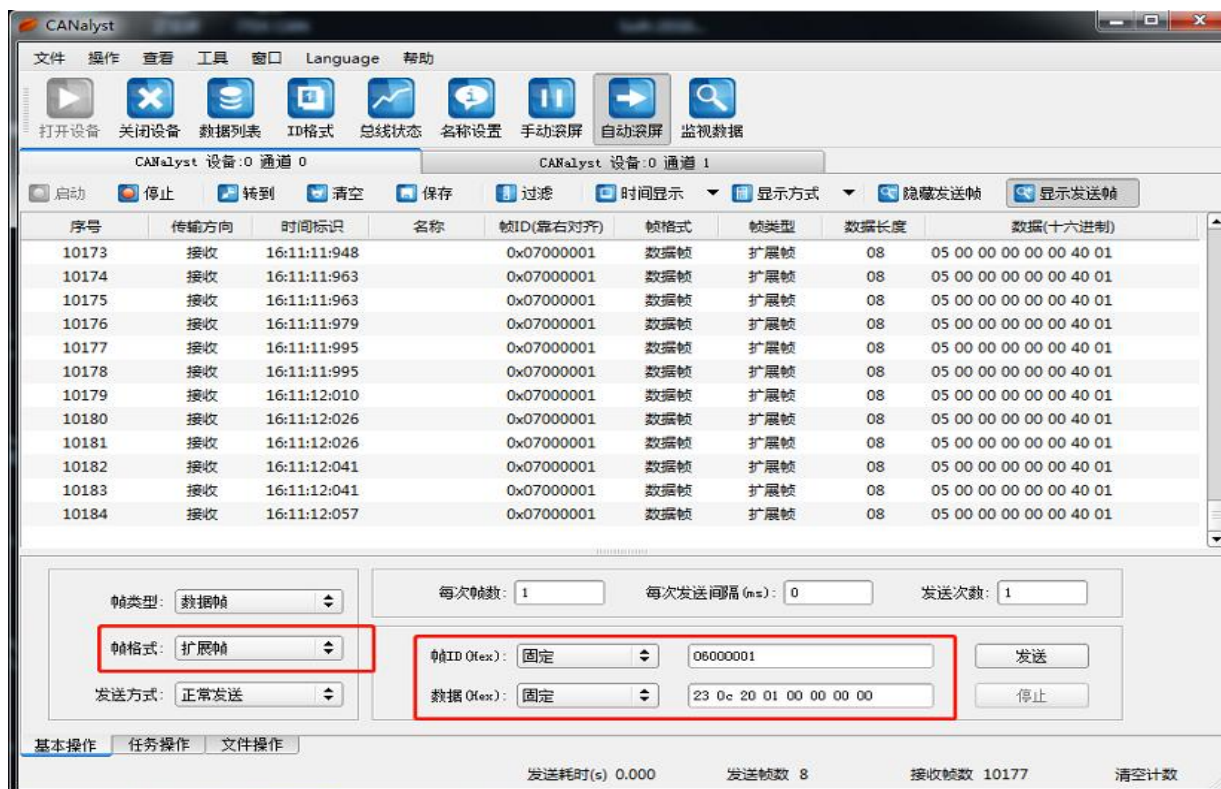 CANalyst
文件 操作 查看 工具 窗口 Language 帮助
打开设备 关闭设备 数据列表 ID格式 总线状态 名称设置 手动滚屏 自动滚屏 监视数据
CANalyst 设备:0 通道 0 CANalyst 设备:0 通道 1
启动 停止 转到 清空 保存 过滤 时间显示 显示方式 隐藏发送帧 显示发送帧
序号 传输方向 时间标识 名称 帧ID(靠右对齐) 帧格式 帧类型 数据长度 数据(十六进制)
10173 接收 16:11:11:948 0x07000001 数据帧 扩展帧 08 05 00 00 00 00 00 40 01
10174 接收 16:11:11:963 0x07000001 数据帧 扩展帧 08 05 00 00 00 00 00 40 01
10175 接收 16:11:11:963 0x07000001 数据帧 扩展帧 08 05 00 00 00 00 00 40 01
10176 接收 16:11:11:979 0x07000001 数据帧 扩展帧 08 05 00 00 00 00 00 40 01
10177 接收 16:11:11:995 0x07000001 数据帧 扩展帧 08 05 00 00 00 00 00 40 01
10178 接收 16:11:11:995 0x07000001 数据帧 扩展帧 08 05 00 00 00 00 00 40 01
10179 接收 16:11:12:010 0x07000001 数据帧 扩展帧 08 05 00 00 00 00 00 40 01
10180 接收 16:11:12:026 0x07000001 数据帧 扩展帧 08 05 00 00 00 00 00 40 01
10181 接收 16:11:12:026 0x07000001 数据帧 扩展帧 08 05 00 00 00 00 00 40 01
10182 接收 16:11:12:041 0x07000001 数据帧 扩展帧 08 05 00 00 00 00 00 40 01
10183 接收 16:11:12:041 0x07000001 数据帧 扩展帧 08 05 00 00 00 00 00 40 01
10184 接收 16:11:12:057 0x07000001 数据帧 扩展帧 08 05 00 00 00 00 00 40 01
帧类型: 数据帧 每次帧数: 1 每次发送间隔(ms): 0 发送次数: 1
帧格式: 扩展帧 帧ID(Hex): 固定 06000001 发送
发送方式: 正常发送 数据(Hex): 固定 23 0c 20 01 00 00 00 00 停止
基本操作 任务操作 文件操作
发送耗时(s) 0.000 发送帧数 8 接收帧数 10177 清空计数